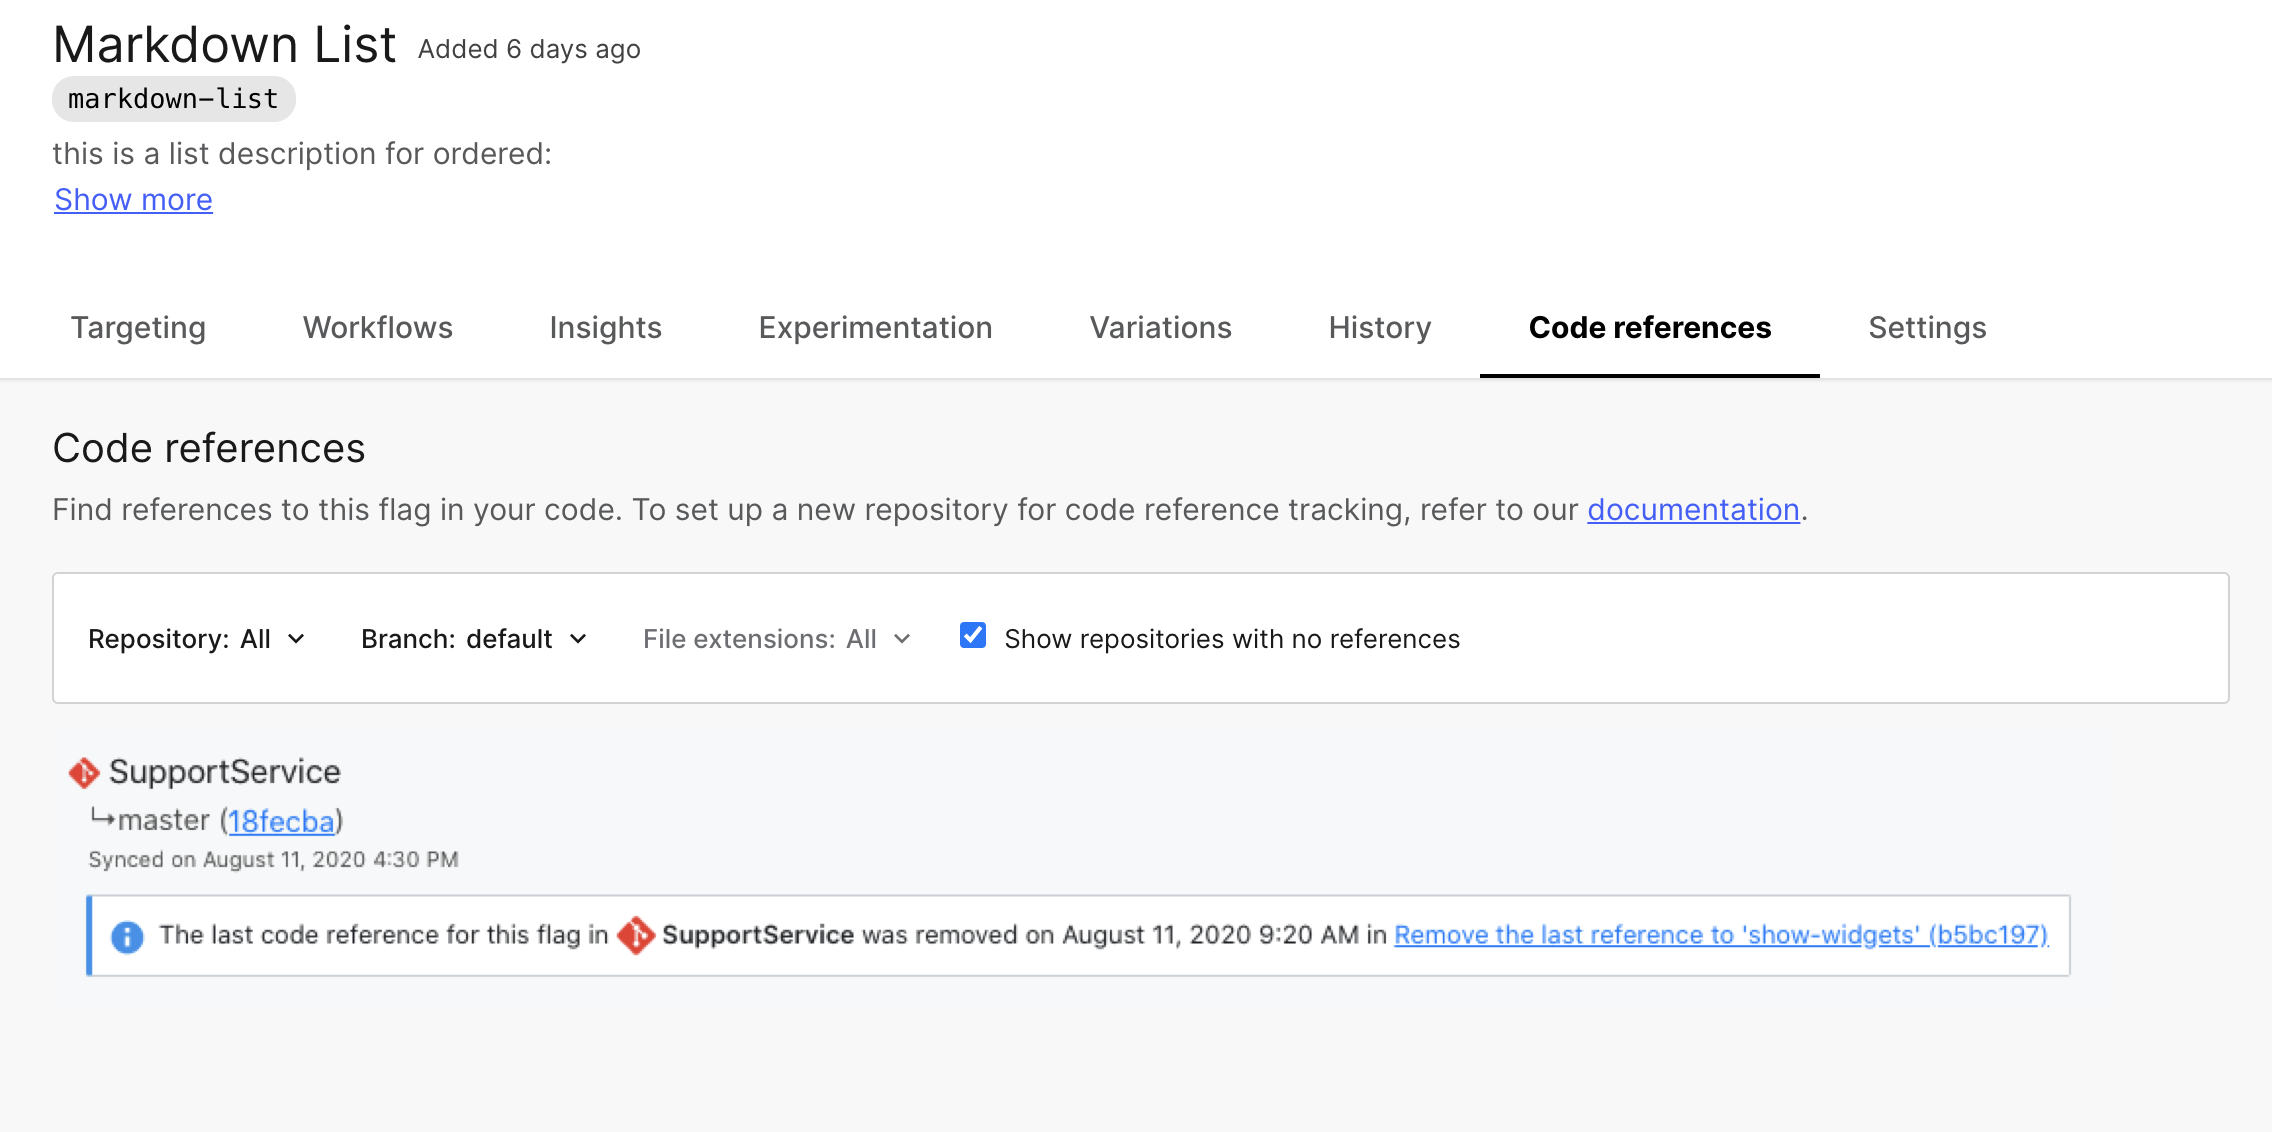 Markdown List Added 6 days ago
markdown-list
this is a list description for ordered:
Show more
Targeting Workflows Insights Experimentation Variations History Code references Settings
Code references
Find references to this flag in your code. To set up a new repository for code reference tracking, refer to our documentation.
Repository: All Branch: default File extensions: All Show repositories with no references
SupportService
↳master (18fecba)
Synced on August 11, 2020 4:30 PM
The last code reference for this flag in SupportService was removed on August 11, 2020 9:20 AM in Remove the last reference to 'show-widgets' (b5bc197)